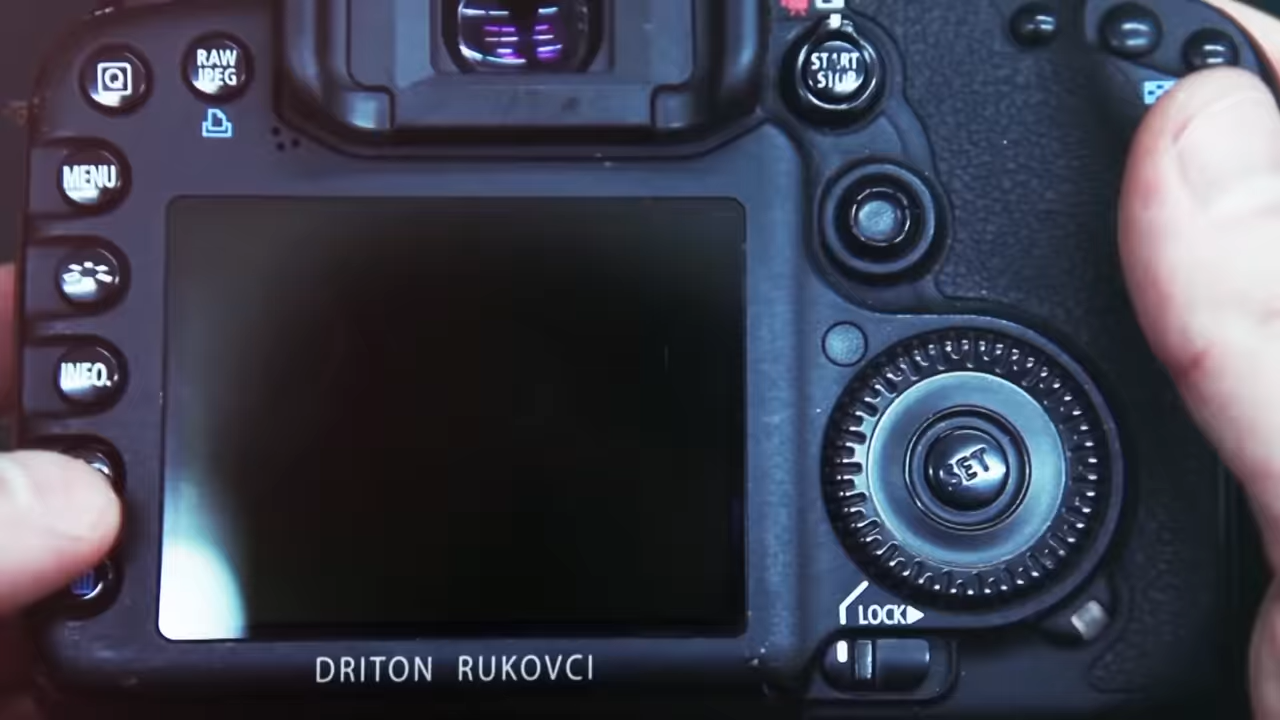 Q
RAW
JPEG
START
STOP
MENU
INFO.
SET
LOCK
DRITON RUKOVCI